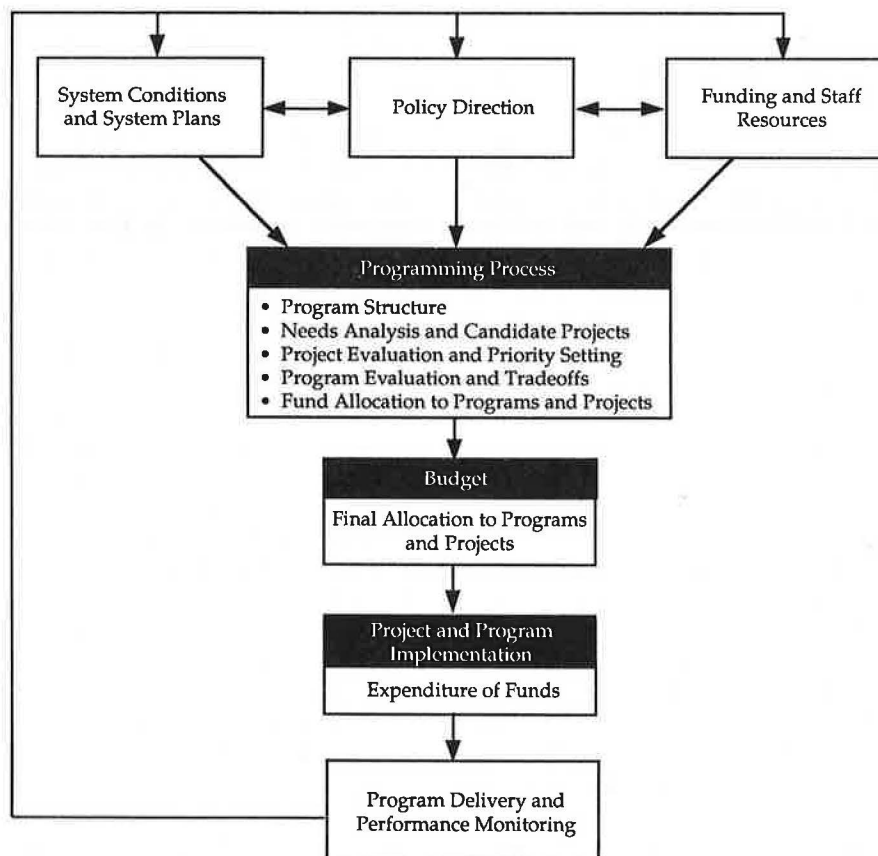 System Conditions
and System Plans
Policy Direction
Funding and Staff
Resources
Programming Process
• Program Structure
• Needs Analysis and Candidate Projects
• Project Evaluation and Priority Setting
• Program Evaluation and Tradeoffs
• Fund Allocation to Programs and Projects
Budget
Final Allocation to Programs
and Projects
Project and Program
Implementation
Expenditure of Funds
Program Delivery and
Performance Monitoring